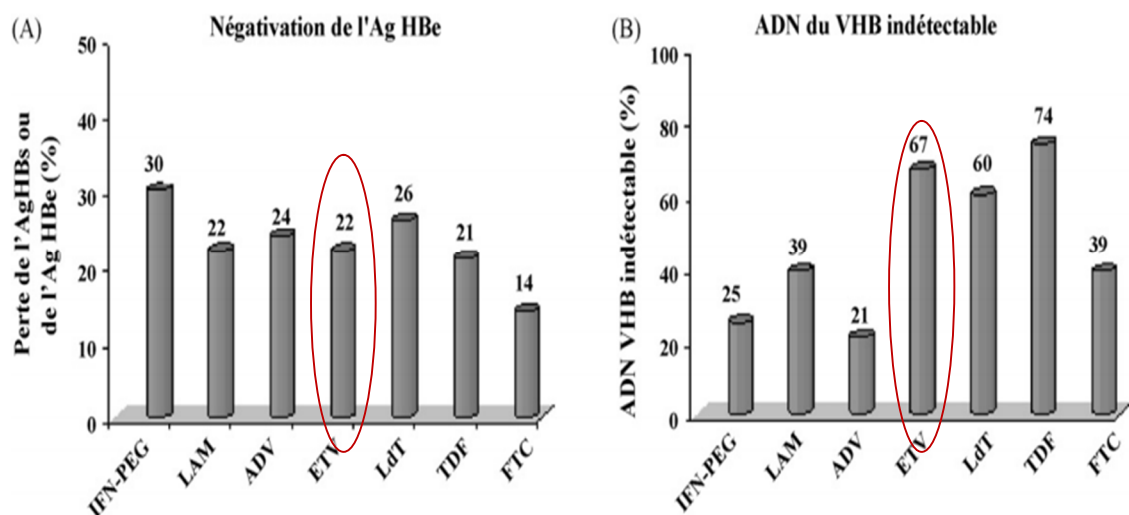 (A)
Négativation de l'Ag HBe
Perte de l'AgHBs ou
de l'Ag HBe (%)
50
40
30
20
10
0
30
22
24
22
26
21
14
IFN-PEG
LAM
ADV
ETV
LdT
TDF
FTC
(B)
ADN du VHB indétectable
ADN VHB indétectable (%)
100
80
60
40
20
0
25
39
21
67
60
74
39
IFN-PEG
LAM
ADV
ETV
LdT
TDF
FTC